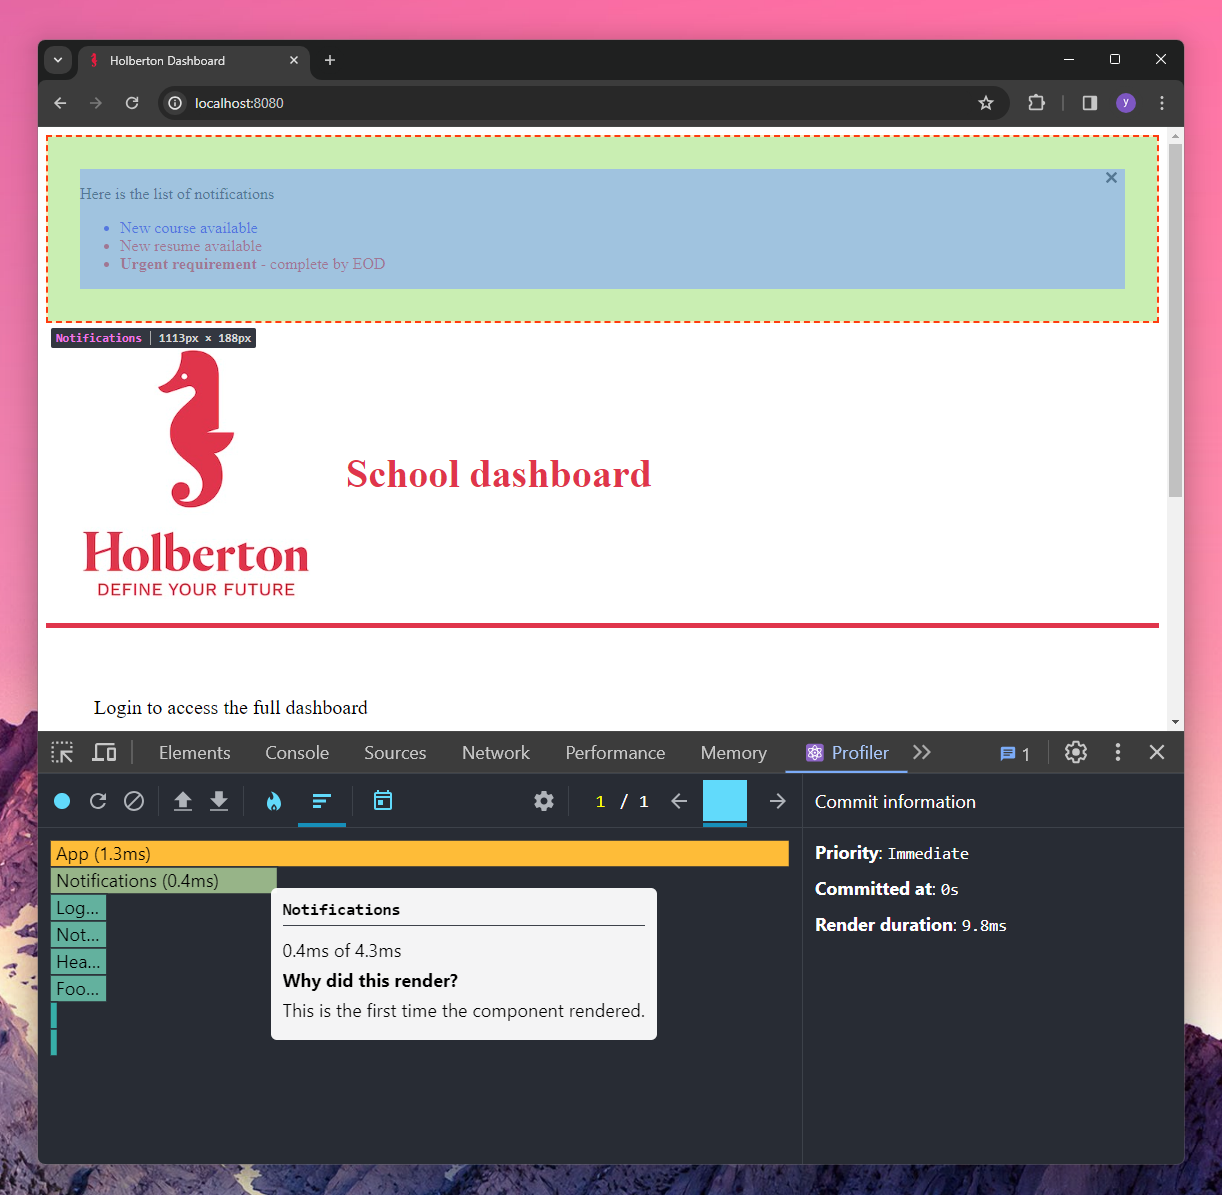 Holberton Dashboard
localhost:8080
y
Here is the list of notifications
New course available
New resume available
Urgent requirement - complete by EOD
Notifications | 1113px × 188px
School dashboard
Holberton
DEFINE YOUR FUTURE
Login to access the full dashboard
Elements Console Sources Network Performance Memory Profiler 1
1 / 1
Commit information
App (1.3ms)
Notifications (0.4ms)
Log...
Not...
Hea...
Foo...
Notifications
0.4ms of 4.3ms
Why did this render?
This is the first time the component rendered.
Priority: Immediate
Committed at: 0s
Render duration: 9.8ms